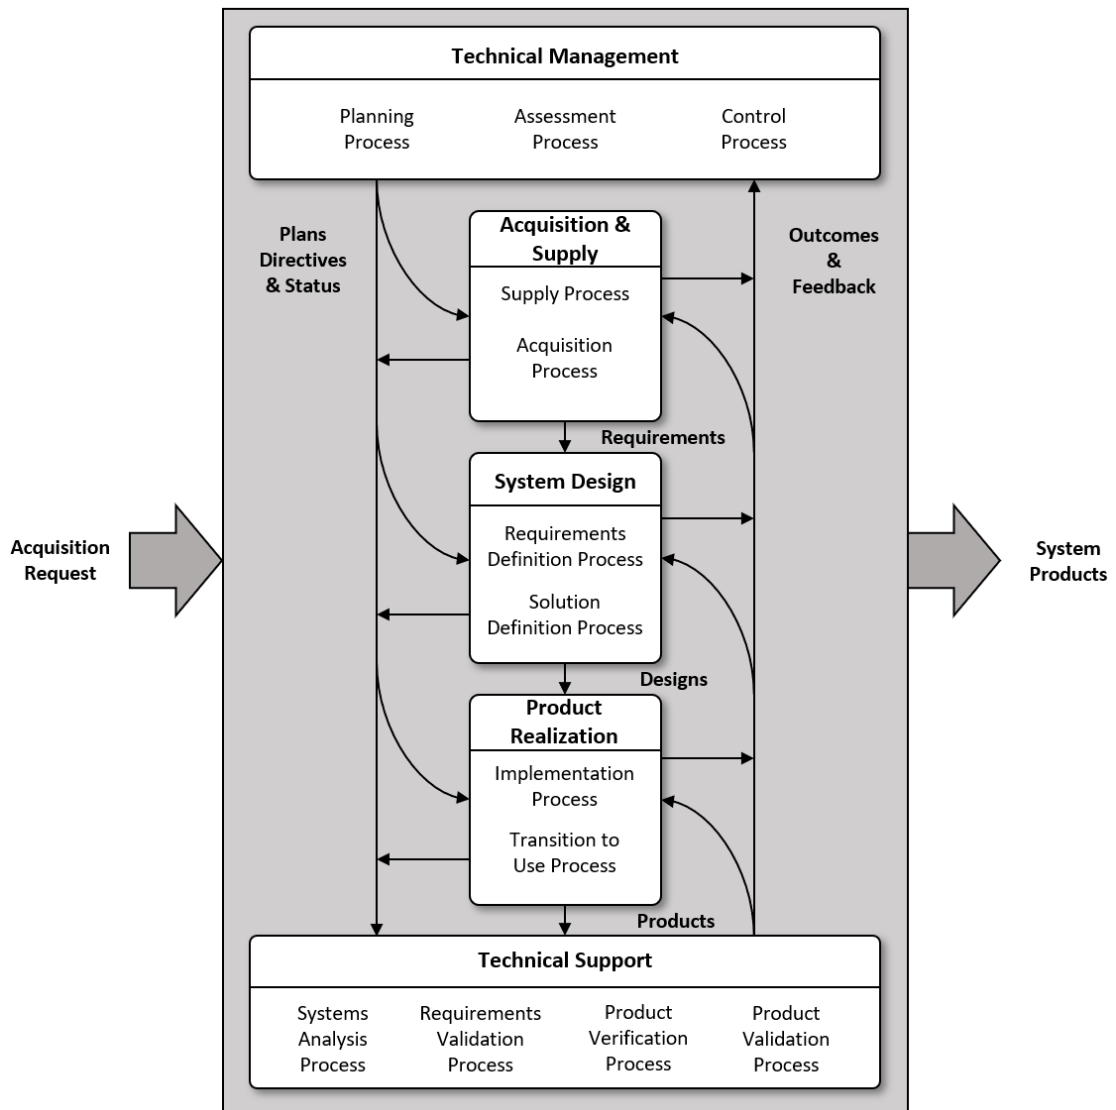 Technical Management
Planning
Process
Assessment
Process
Control
Process
Plans
Directives
& Status
Acquisition &
Supply
Supply Process
Acquisition
Process
Outcomes
&
Feedback
Requirements
System Design
Requirements
Definition Process
Solution
Definition Process
Acquisition
Request
System
Products
Designs
Product
Realization
Implementation
Process
Transition to
Use Process
Products
Technical Support
Systems
Analysis
Process
Requirements
Validation
Process
Product
Verification
Process
Product
Validation
Process